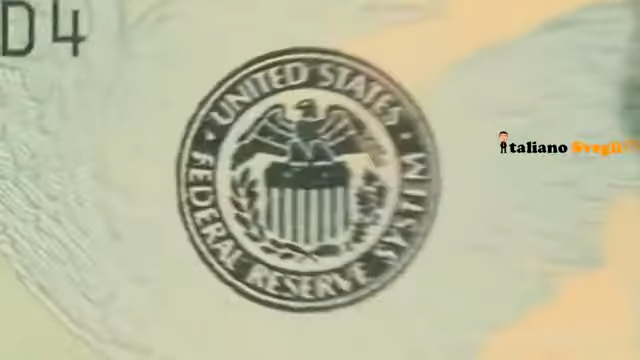 D4
UNITED STATES
FEDERAL RESERVE SYSTEM
Italiano Svegli